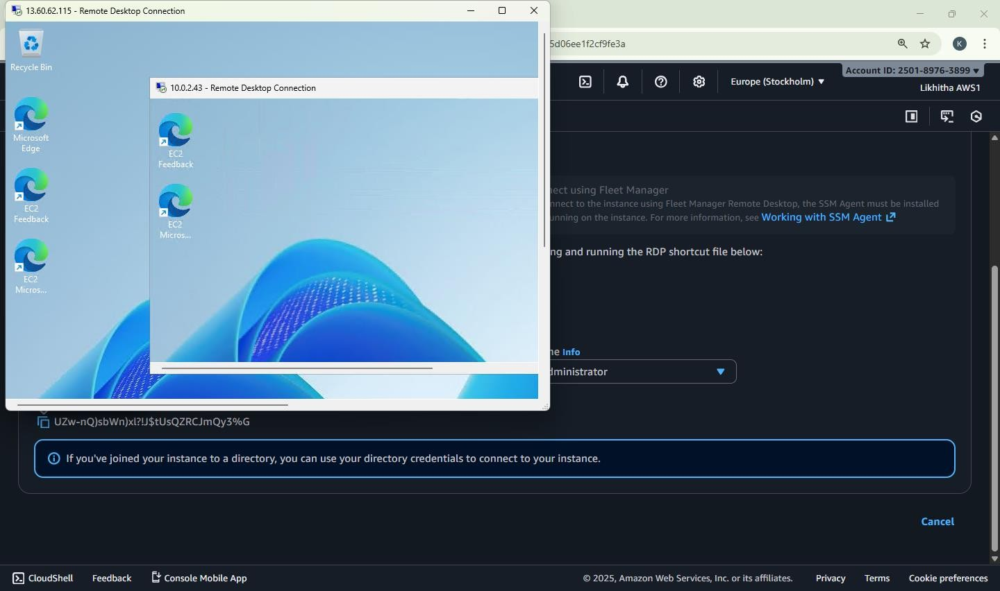 13.60.62.115 - Remote Desktop Connection
5d06ee1f2cf9fe3a
K
Recycle Bin
Microsoft
Edge
EC2
Feedback
EC2
Micros...
10.0.2.43 - Remote Desktop Connection
EC2
Feedback
EC2
Micros...
Europe (Stockholm)
Account ID: 2501-8976-3899
Likhitha AWS1
nect using Fleet Manager
nnect to the instance using Fleet Manager Remote Desktop, the SSM Agent must be installed
unning on the instance. For more information, see Working with SSM Agent
ng and running the RDP shortcut file below:
ne Info
dministrator
UZw-nQ)sbWn)xl?!J$tUsQZRCJmQy3%G
If you've joined your instance to a directory, you can use your directory credentials to connect to your instance.
Cancel
CloudShell Feedback Console Mobile App
© 2025, Amazon Web Services, Inc. or its affiliates. Privacy Terms Cookie preferences